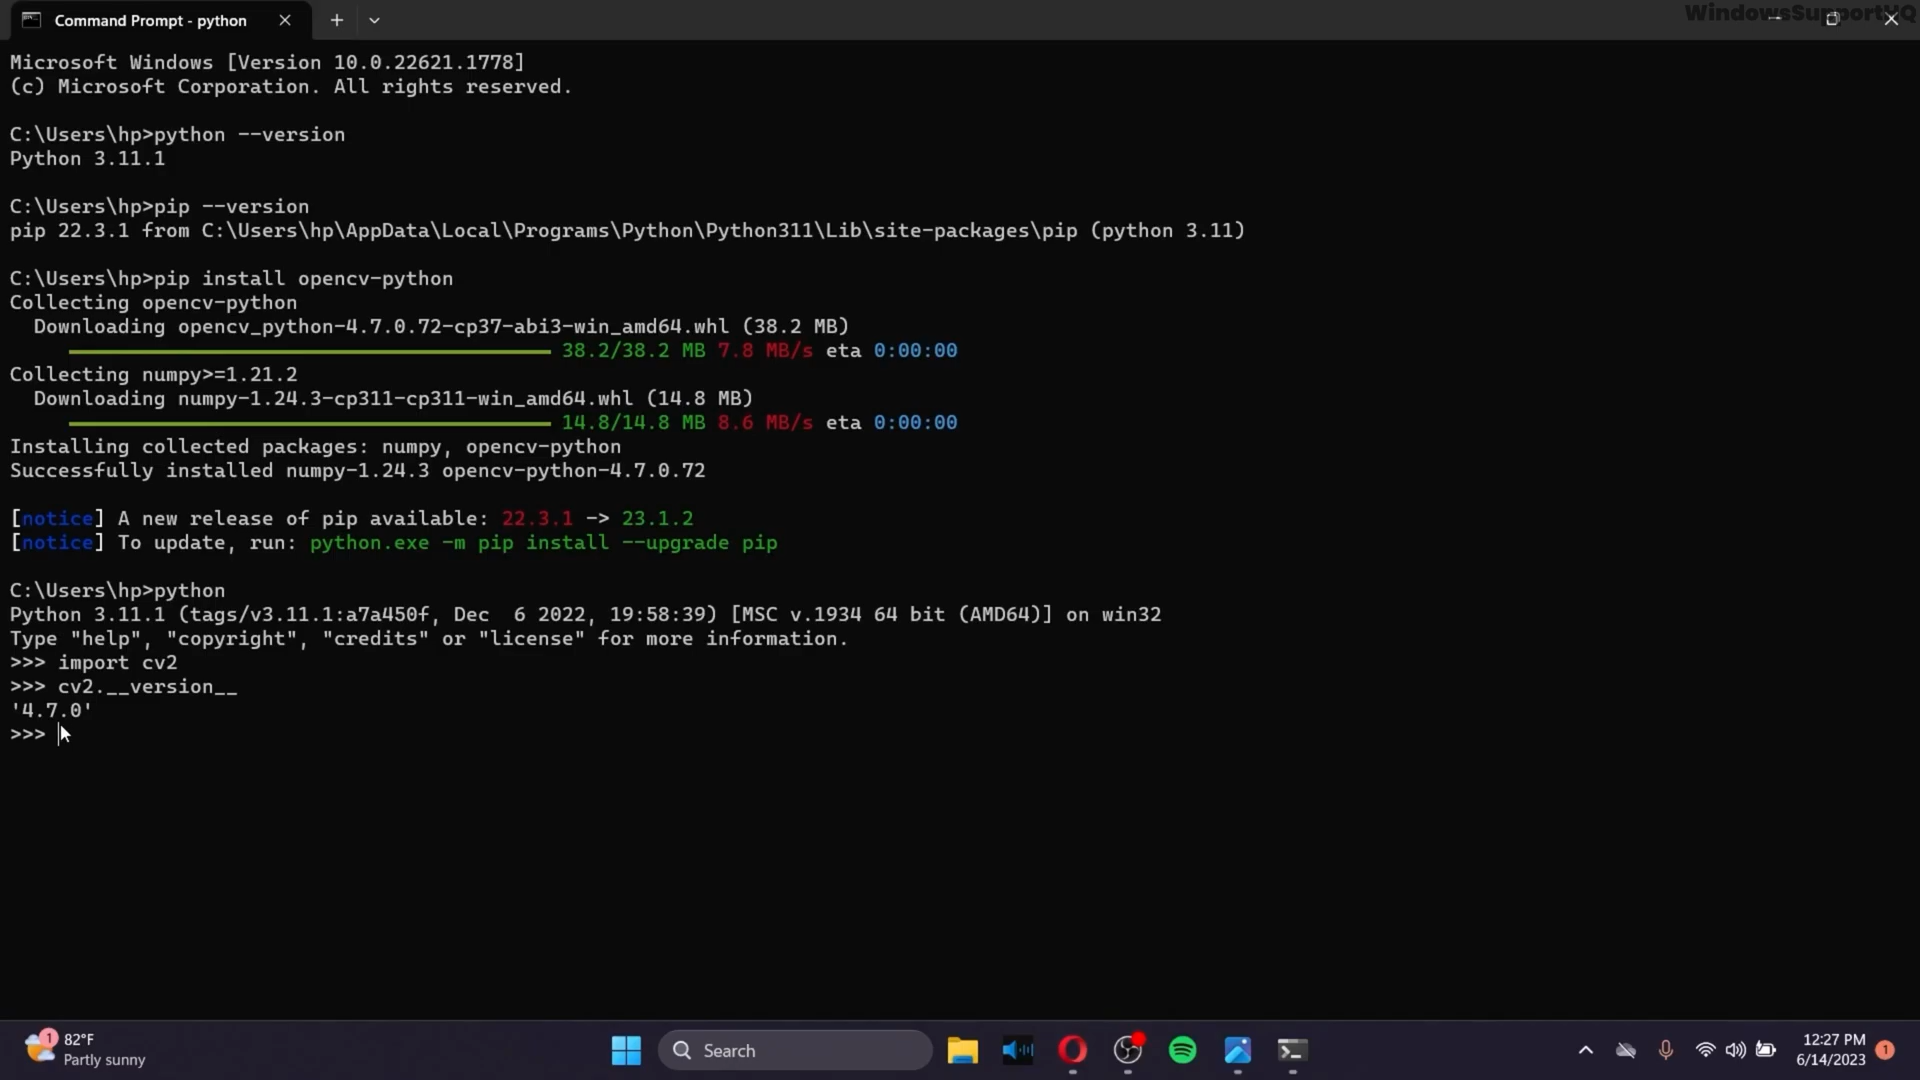 Command Prompt - python
WindowsSupportHQ
Microsoft Windows [Version 10.0.22621.1778]
(c) Microsoft Corporation. All rights reserved.
C:\Users\hp>python --version
Python 3.11.1
C:\Users\hp>pip --version
pip 22.3.1 from C:\Users\hp\AppData\Local\Programs\Python\Python311\Lib\site-packages\pip (python 3.11)
C:\Users\hp>pip install opencv-python
Collecting opencv-python
Downloading opencv_python-4.7.0.72-cp37-abi3-win_amd64.whl (38.2 MB)
38.2/38.2 MB 7.8 MB/s eta 0:00:00
Collecting numpy>=1.21.2
Downloading numpy-1.24.3-cp311-cp311-win_amd64.whl (14.8 MB)
14.8/14.8 MB 8.6 MB/s eta 0:00:00
Installing collected packages: numpy, opencv-python
Successfully installed numpy-1.24.3 opencv-python-4.7.0.72
[notice] A new release of pip available: 22.3.1 -> 23.1.2
[notice] To update, run: python.exe -m pip install --upgrade pip
C:\Users\hp>python
Python 3.11.1 (tags/v3.11.1:a7a450f, Dec  6 2022, 19:58:39) [MSC v.1934 64 bit (AMD64)] on win32
Type "help", "copyright", "credits" or "license" for more information.
>>> import cv2
>>> cv2.__version__
'4.7.0'
>>>
1
82°F
Partly sunny
Search
12:27 PM
6/14/2023
1